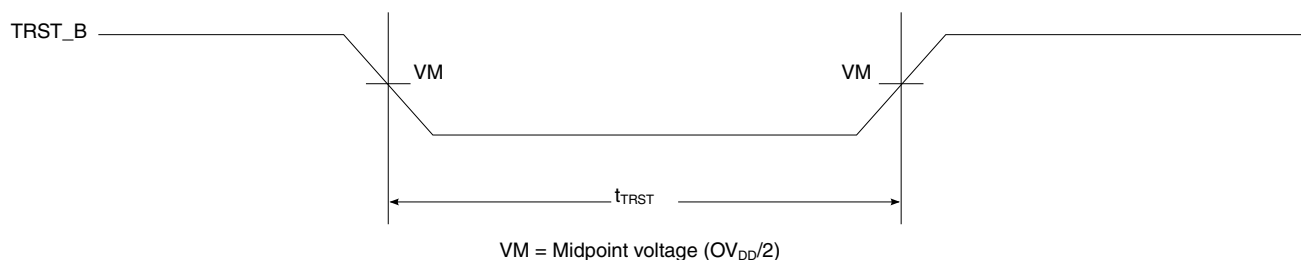 TRST_B
VM VM
tTRST
VM = Midpoint voltage (OVDD/2)